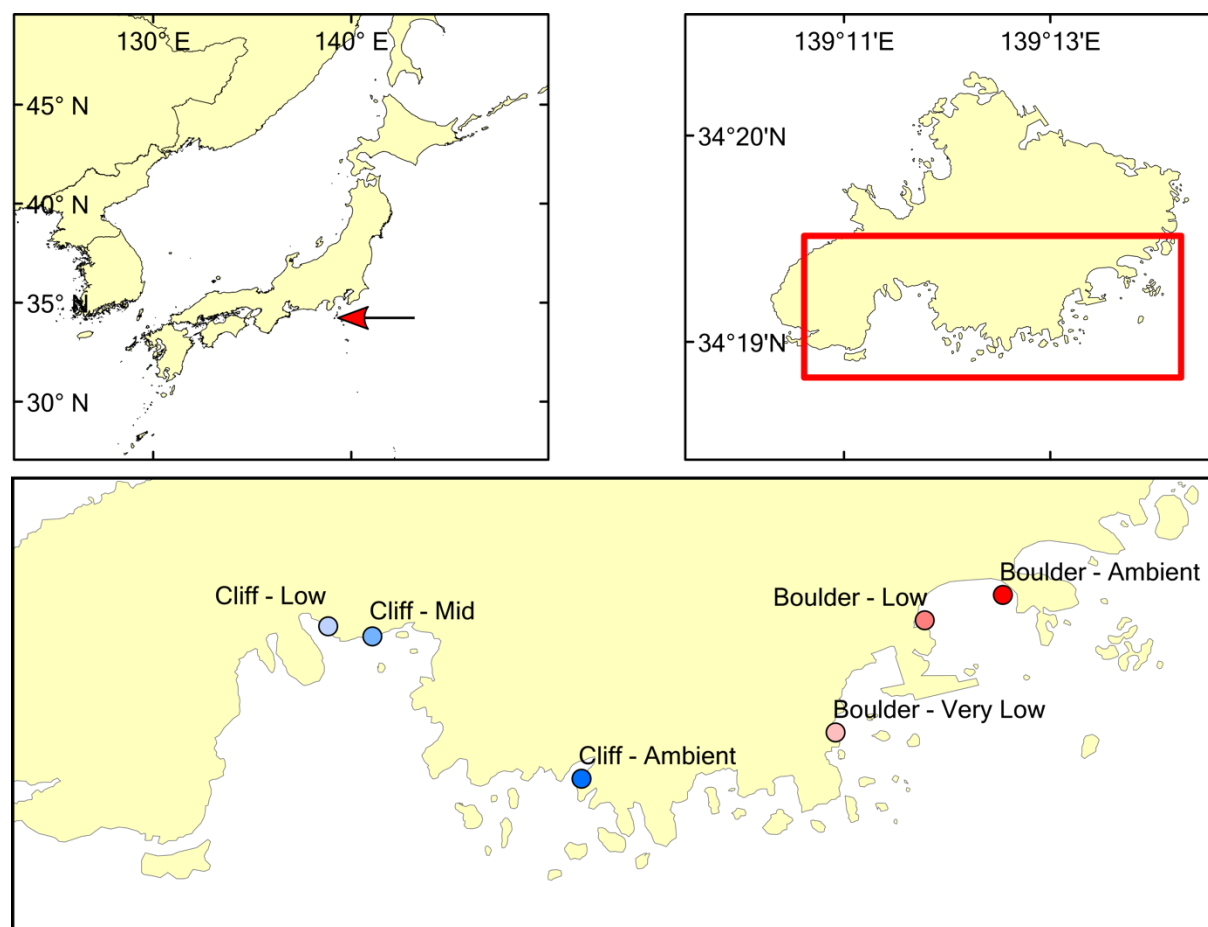 130° E
140° E
45° N
40° N
35° N
30° N
139°11'E
139°13'E
34°20'N
34°19'N
Cliff - Low
Cliff - Mid
Cliff - Ambient
Boulder - Ambient
Boulder - Low
Boulder - Very Low